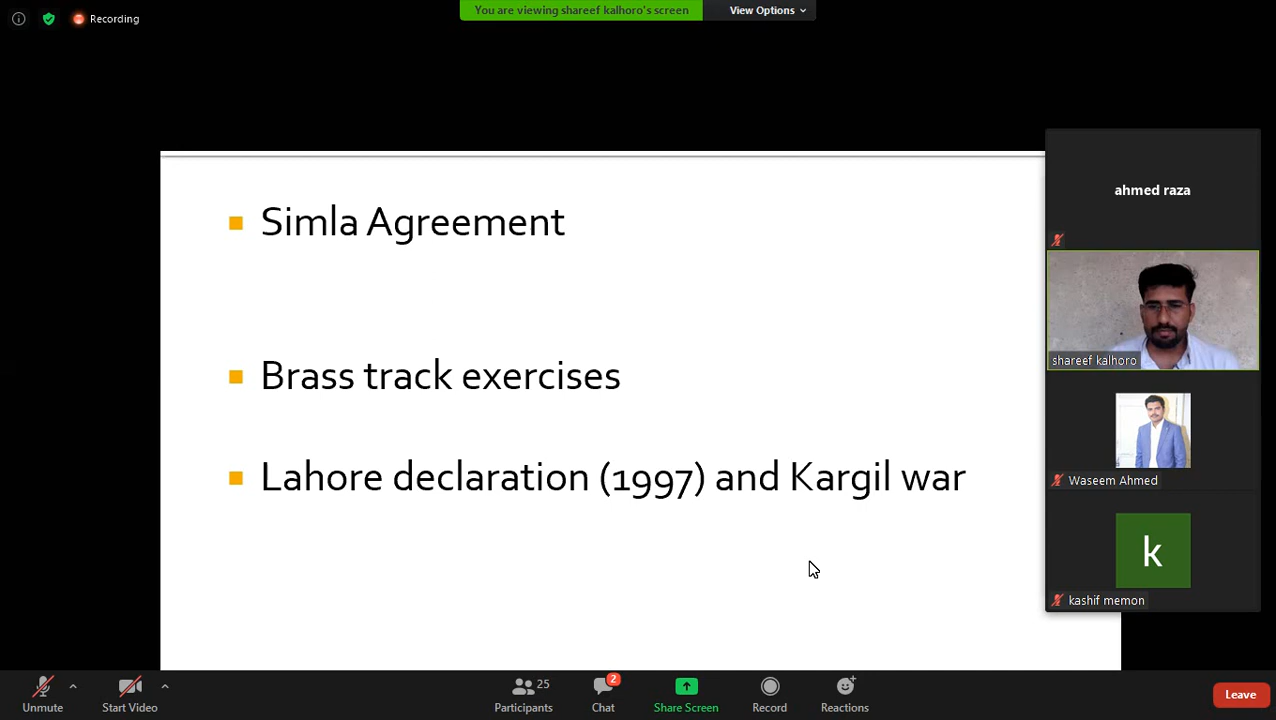 Recording
You are viewing shareef kalhoro's screen
View Options
Simla Agreement
Brass track exercises
Lahore declaration (1997) and Kargil war
ahmed raza
shareef kalhoro
Waseem Ahmed
k
kashif memon
Unmute
Start Video
25
Participants
2
Chat
Share Screen
Record
Reactions
Leave